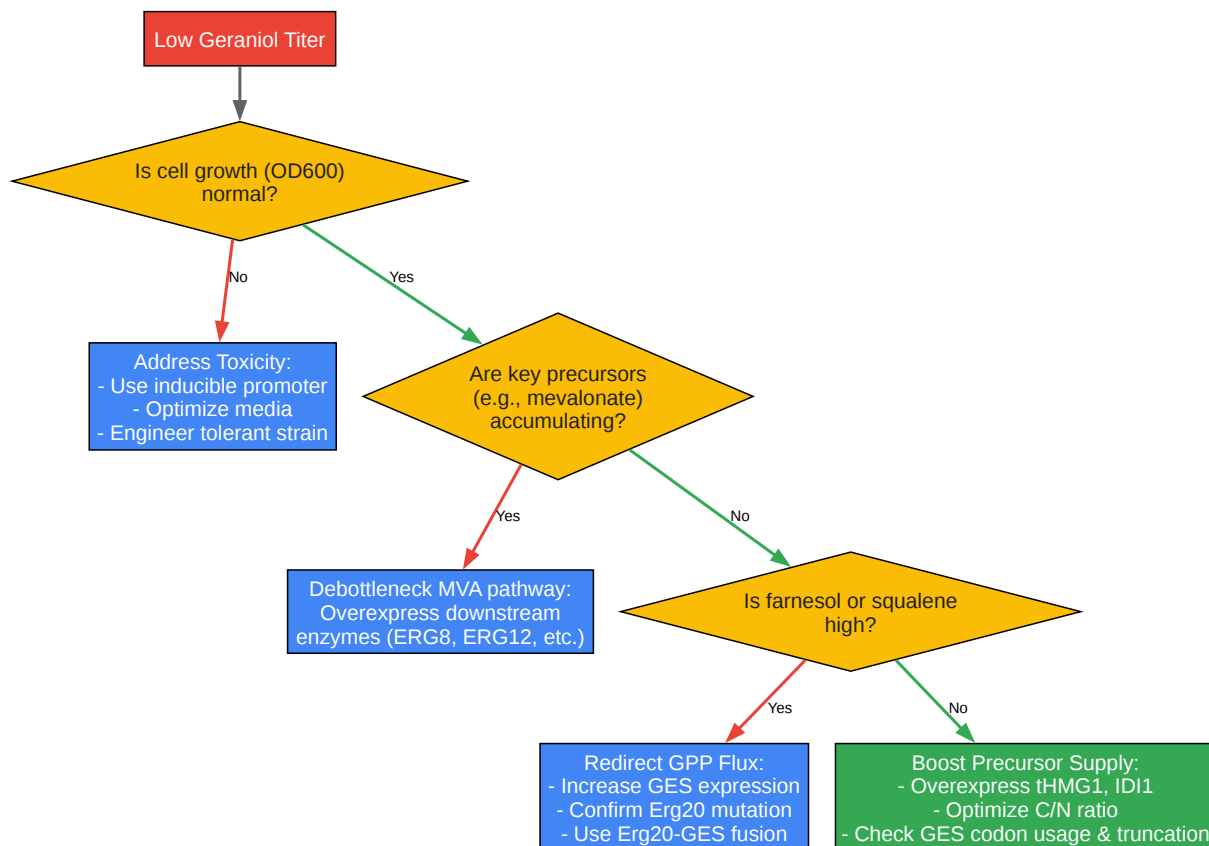 Low Geraniol Titer
Is cell growth (OD600)
normal?
No
Yes
Address Toxicity:
- Use inducible promoter
- Optimize media
- Engineer tolerant strain
Are key precursors
(e.g., mevalonate)
accumulating?
Yes
No
Debottleneck MVA pathway:
Overexpress downstream
enzymes (ERG8, ERG12, etc.)
Is farnesol or squalene
high?
Yes
No
Redirect GPP Flux:
- Increase GES expression
- Confirm Erg20 mutation
- Use Erg20-GES fusion
Boost Precursor Supply:
- Overexpress tHMG1, IDI1
- Optimize C/N ratio
- Check GES codon usage & truncation